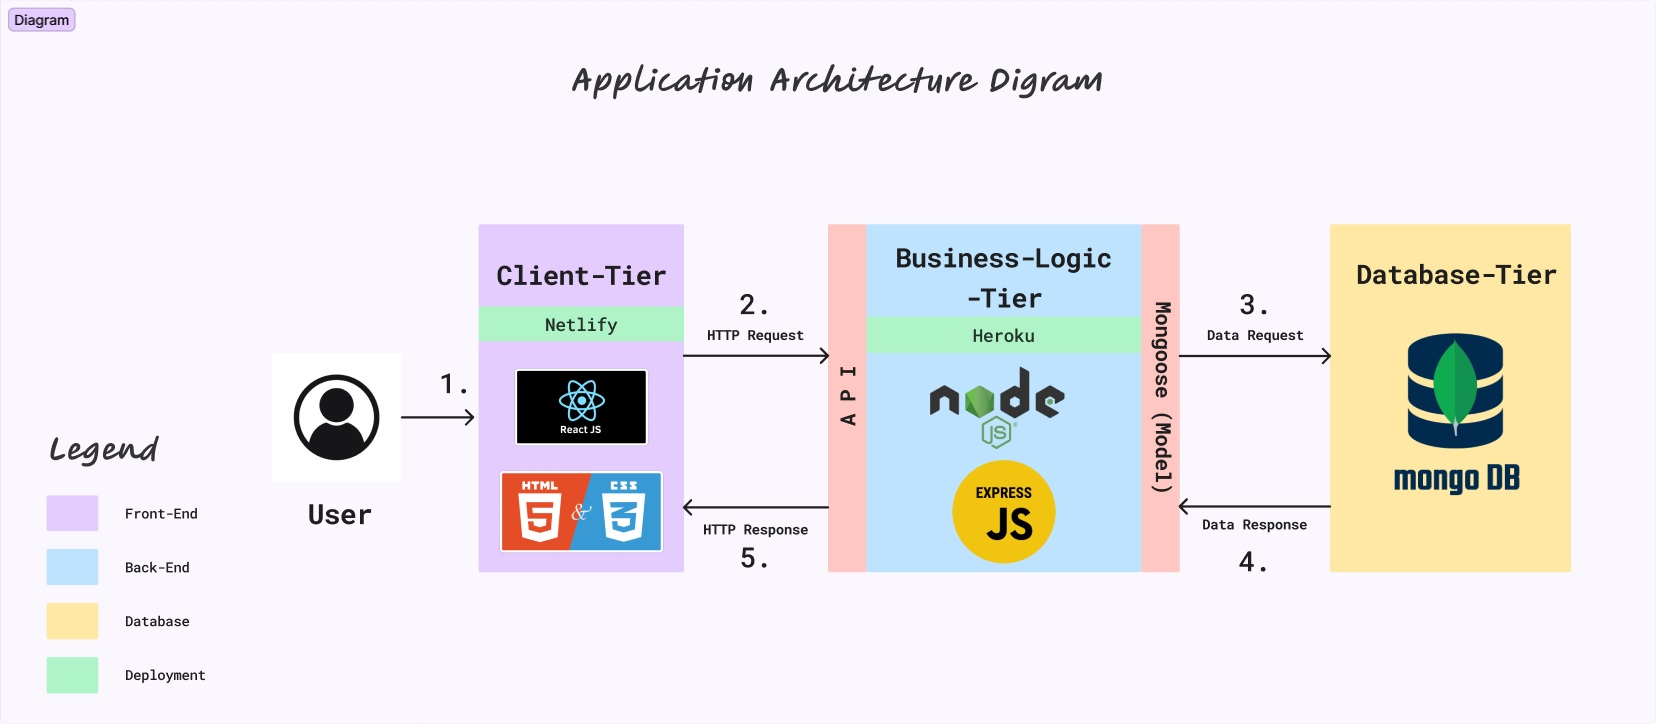 Diagram
Application Architecture Digram
Client-Tier
Netlify
React JS
HTML
5
&
CSS
3
1.
User
2.
HTTP Request
HTTP Response
5.
API
Business-Logic
-Tier
Heroku
node
JS
®
EXPRESS
JS
Mongoose (Model)
3.
Data Request
Data Response
4.
Database-Tier
mongo DB
Legend
Front-End
Back-End
Database
Deployment